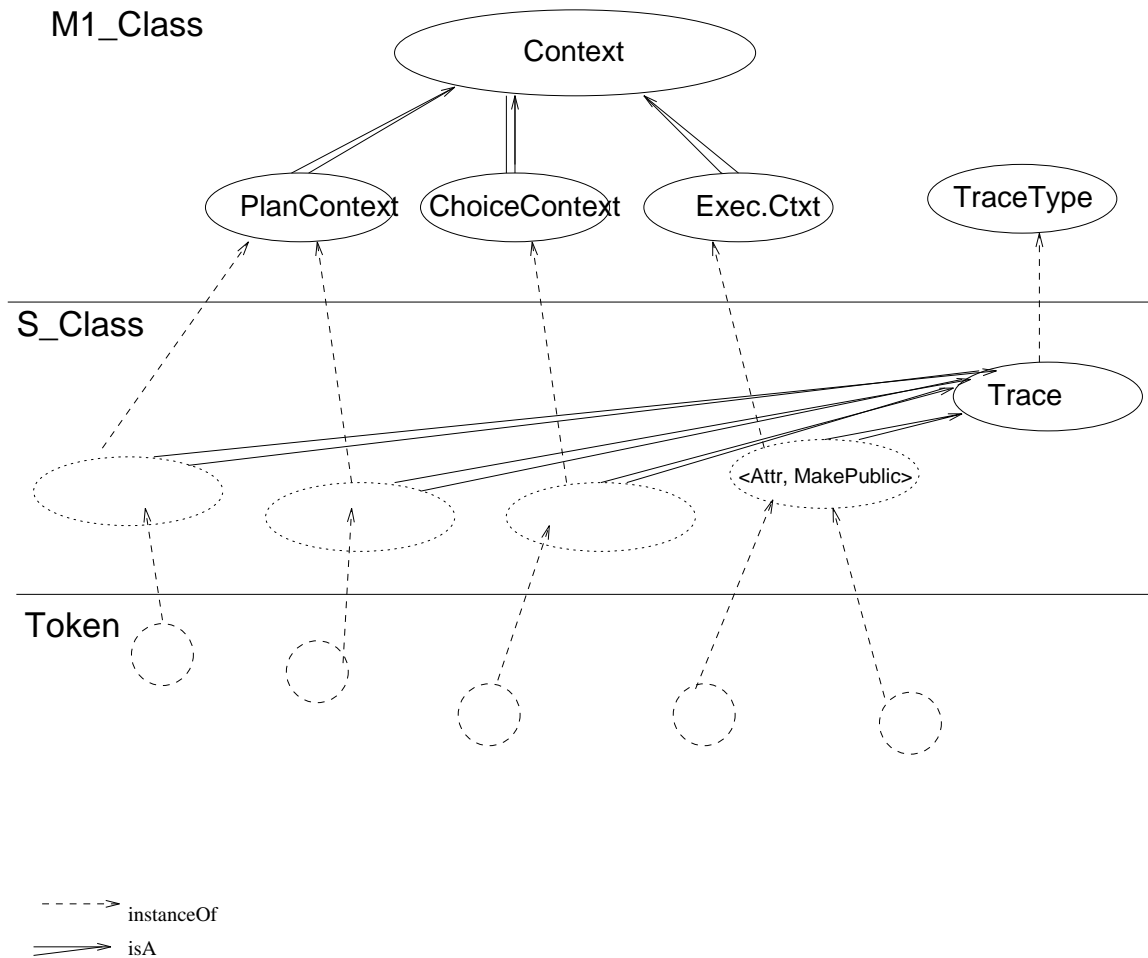 M1_Class
Context
PlanContext
ChoiceContext
Exec.Ctxt
TraceType
S_Class
Trace
<Attr, MakePublic>
Token
instanceOf
isA